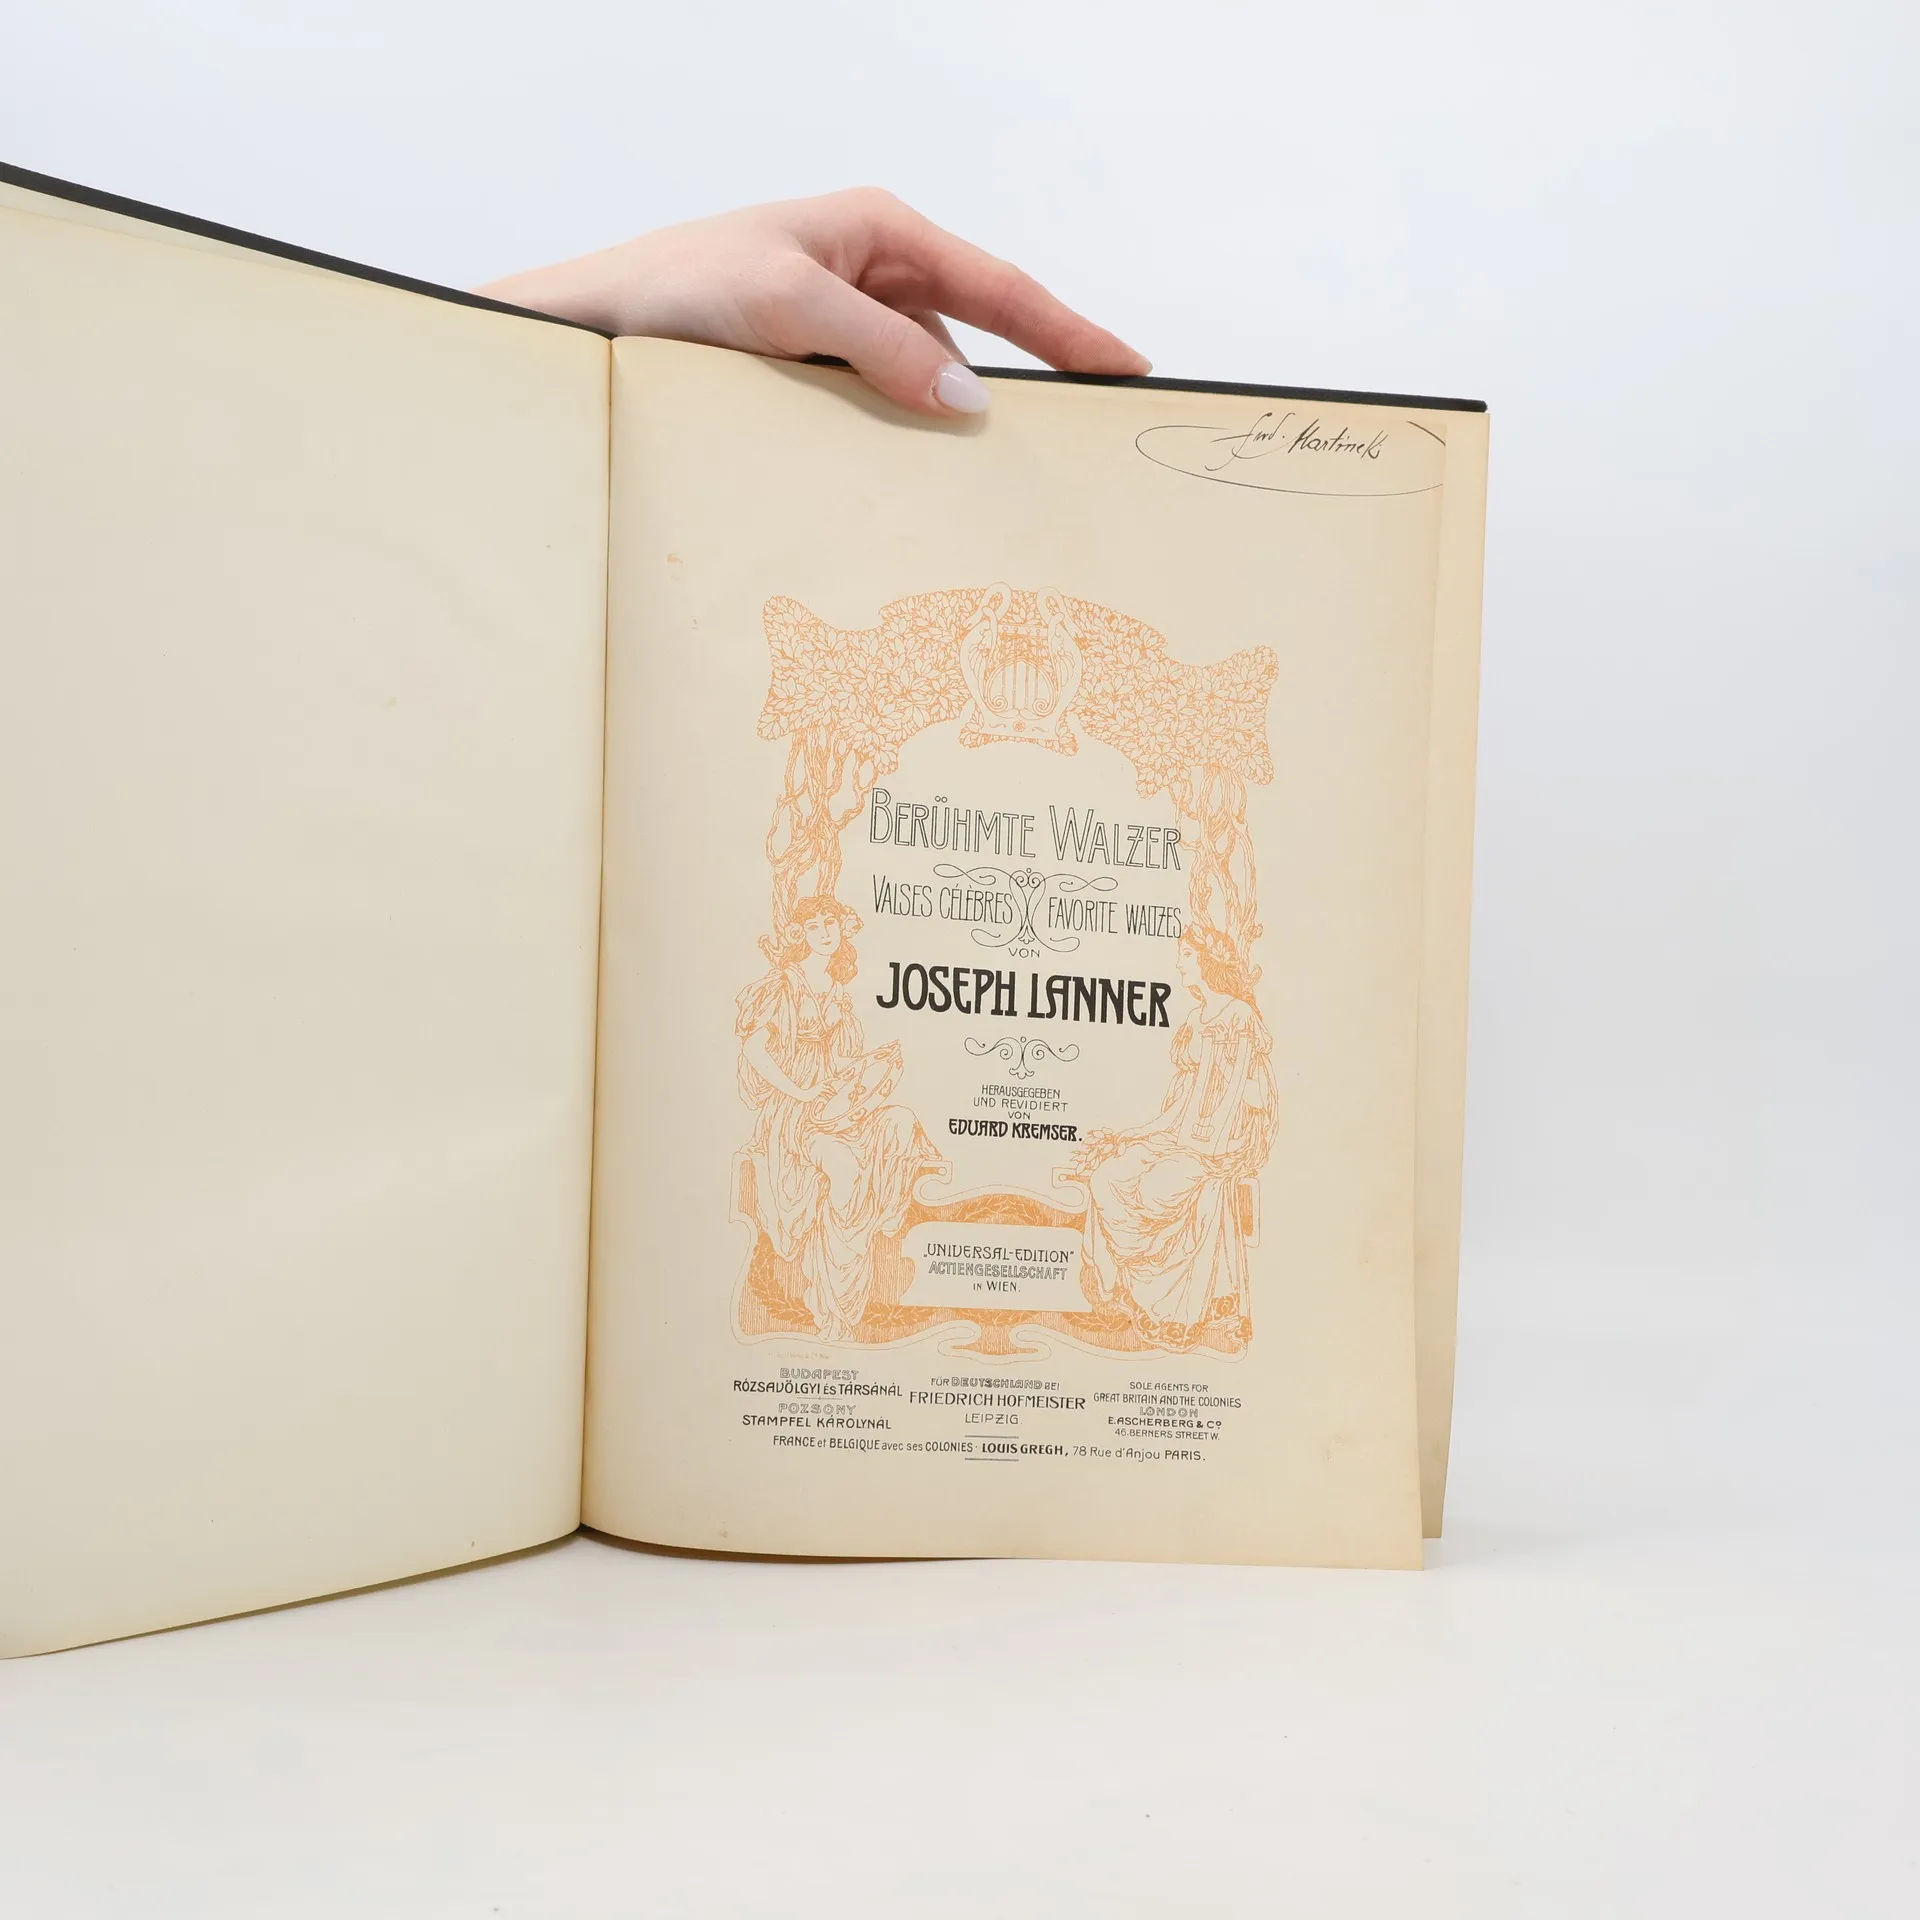 Ferd. Martinek
BERÜHMTE WALZER
VALSES CÉLÈBRES FAVORITE WALTZES
VON
JOSEPH LANNER
HERAUSGEGEBEN
UND REVIDIERT
VON
EDUARD KREMSER.
„UNIVERSAL-EDITION"
ACTIENGESELLSCHAFT
IN WIEN.
BUDAPEST
RÓZSAVÖLGYI ÉS TÁRSÁNÁL
POZSONY
STAMPFEL KÁROLYNÁL
FÜR DEUTSCHLAND BEI
FRIEDRICH HOFMEISTER
LEIPZIG.
SOLE AGENTS FOR
GREAT BRITAIN AND THE COLONIES
LONDON
E. ASCHERBERG & Cº
46. BERNERS STREET W.
FRANCE et BELGIQUE avec ses COLONIES · LOUIS GREGH, 78 Rue d'Anjou PARIS.